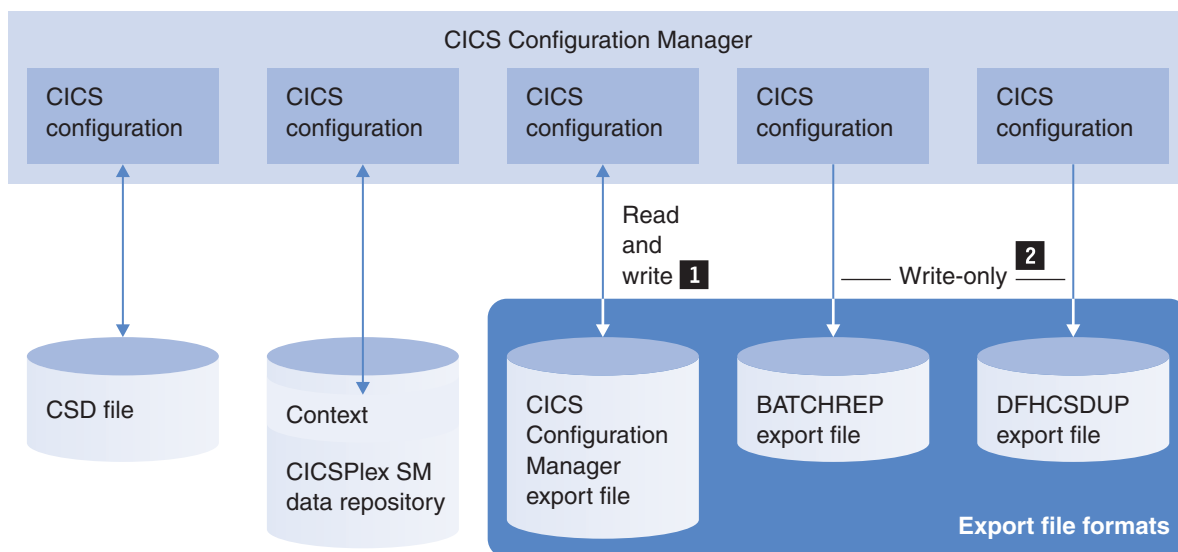 CICS Configuration Manager
CICS
configuration
CICS
configuration
CICS
configuration
CICS
configuration
CICS
configuration
Read
and
write 1
Write-only 2
CSD file
Context
CICSPlex SM
data repository
CICS
Configuration
Manager
export file
BATCHREP
export file
DFHCSDUP
export file
Export file formats